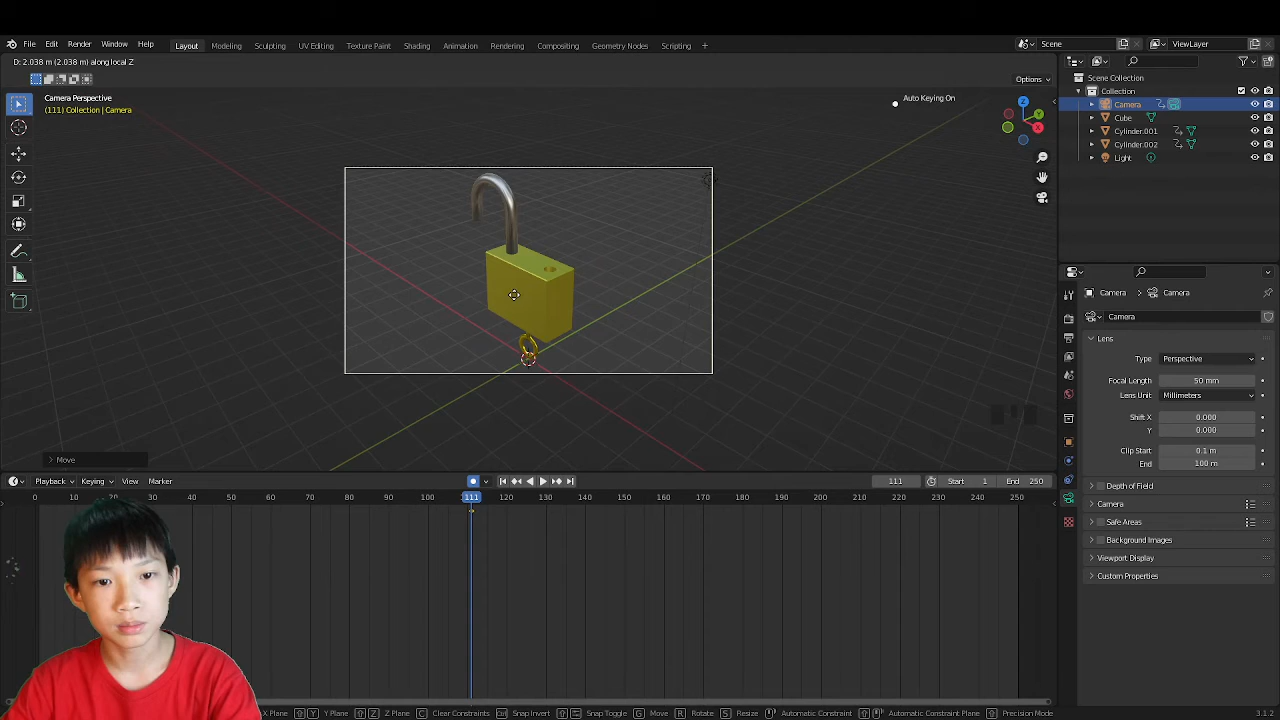 File Edit Render Window Help Layout Modeling Sculpting UV Editing Texture Paint Shading Animation Rendering Compositing Geometry Nodes Scripting + Scene ViewLayer
D: 2.038 m (2.038 m) along local Z
Options
Camera Perspective
(111) Collection | Camera
Auto Keying On
Z
Y
X
Move
Scene Collection
Collection
Camera
Cube
Cylinder.001
Cylinder.002
Light
Camera > Camera
Camera
Lens
Type Perspective
Focal Length 50 mm
Lens Unit Millimeters
Shift X 0.000
Y 0.000
Clip Start 0.1 m
End 100 m
Depth of Field
Camera
Safe Areas
Background Images
Viewport Display
Custom Properties
Playback Keying View Marker 111 Start 1 End 250
0 10 20 30 40 50 60 70 80 90 100 111 120 130 140 150 160 170 180 190 200 210 220 230 240 250
X Plane Y Plane Z Plane C Clear Constraints Ctrl Snap Invert Snap Toggle G Move R Rotate S Resize Automatic Constraint Automatic Constraint Plane Precision Mode
3.1.2